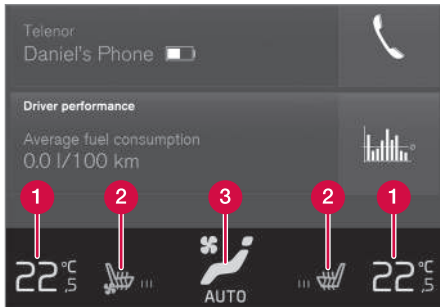 Telenor
Daniel's Phone
Driver performance
Average fuel consumption
0.0 l/100 km
1
2
3
2
1
22 °C ,5
22 °C ,5
AUTO